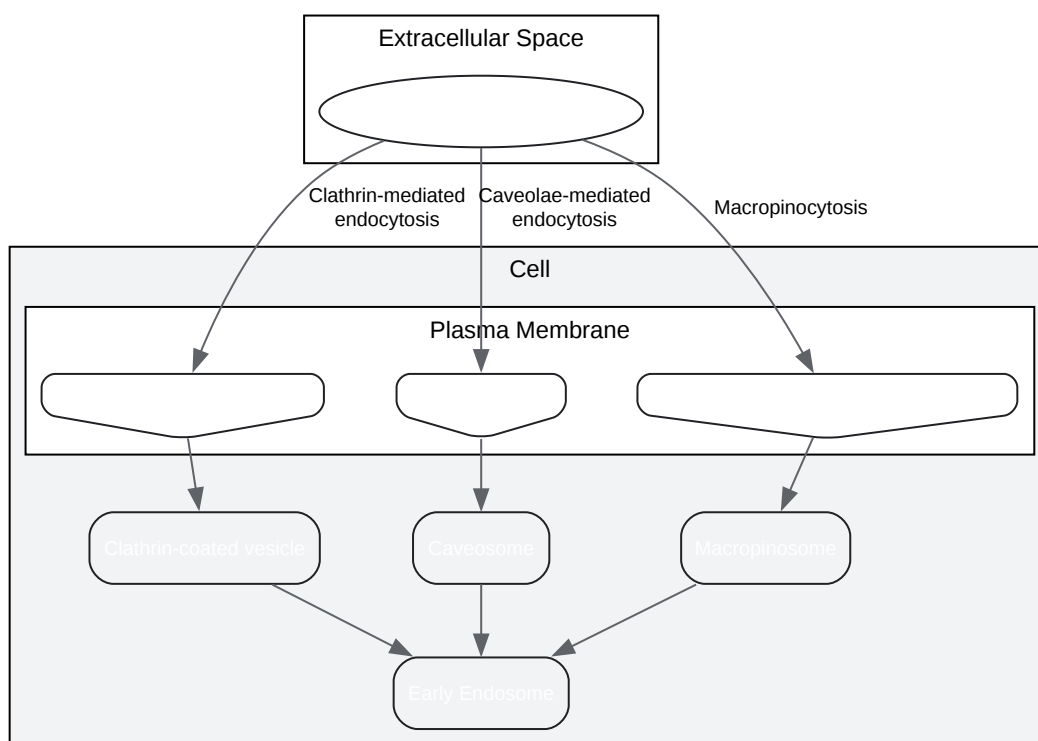 Extracellular Space
Clathrin-mediated
endocytosis
Caveolae-mediated
endocytosis
Macropinocytosis
Cell
Plasma Membrane
Clathrin-coated vesicle
Caveosome
Macropinosome
Early Endosome